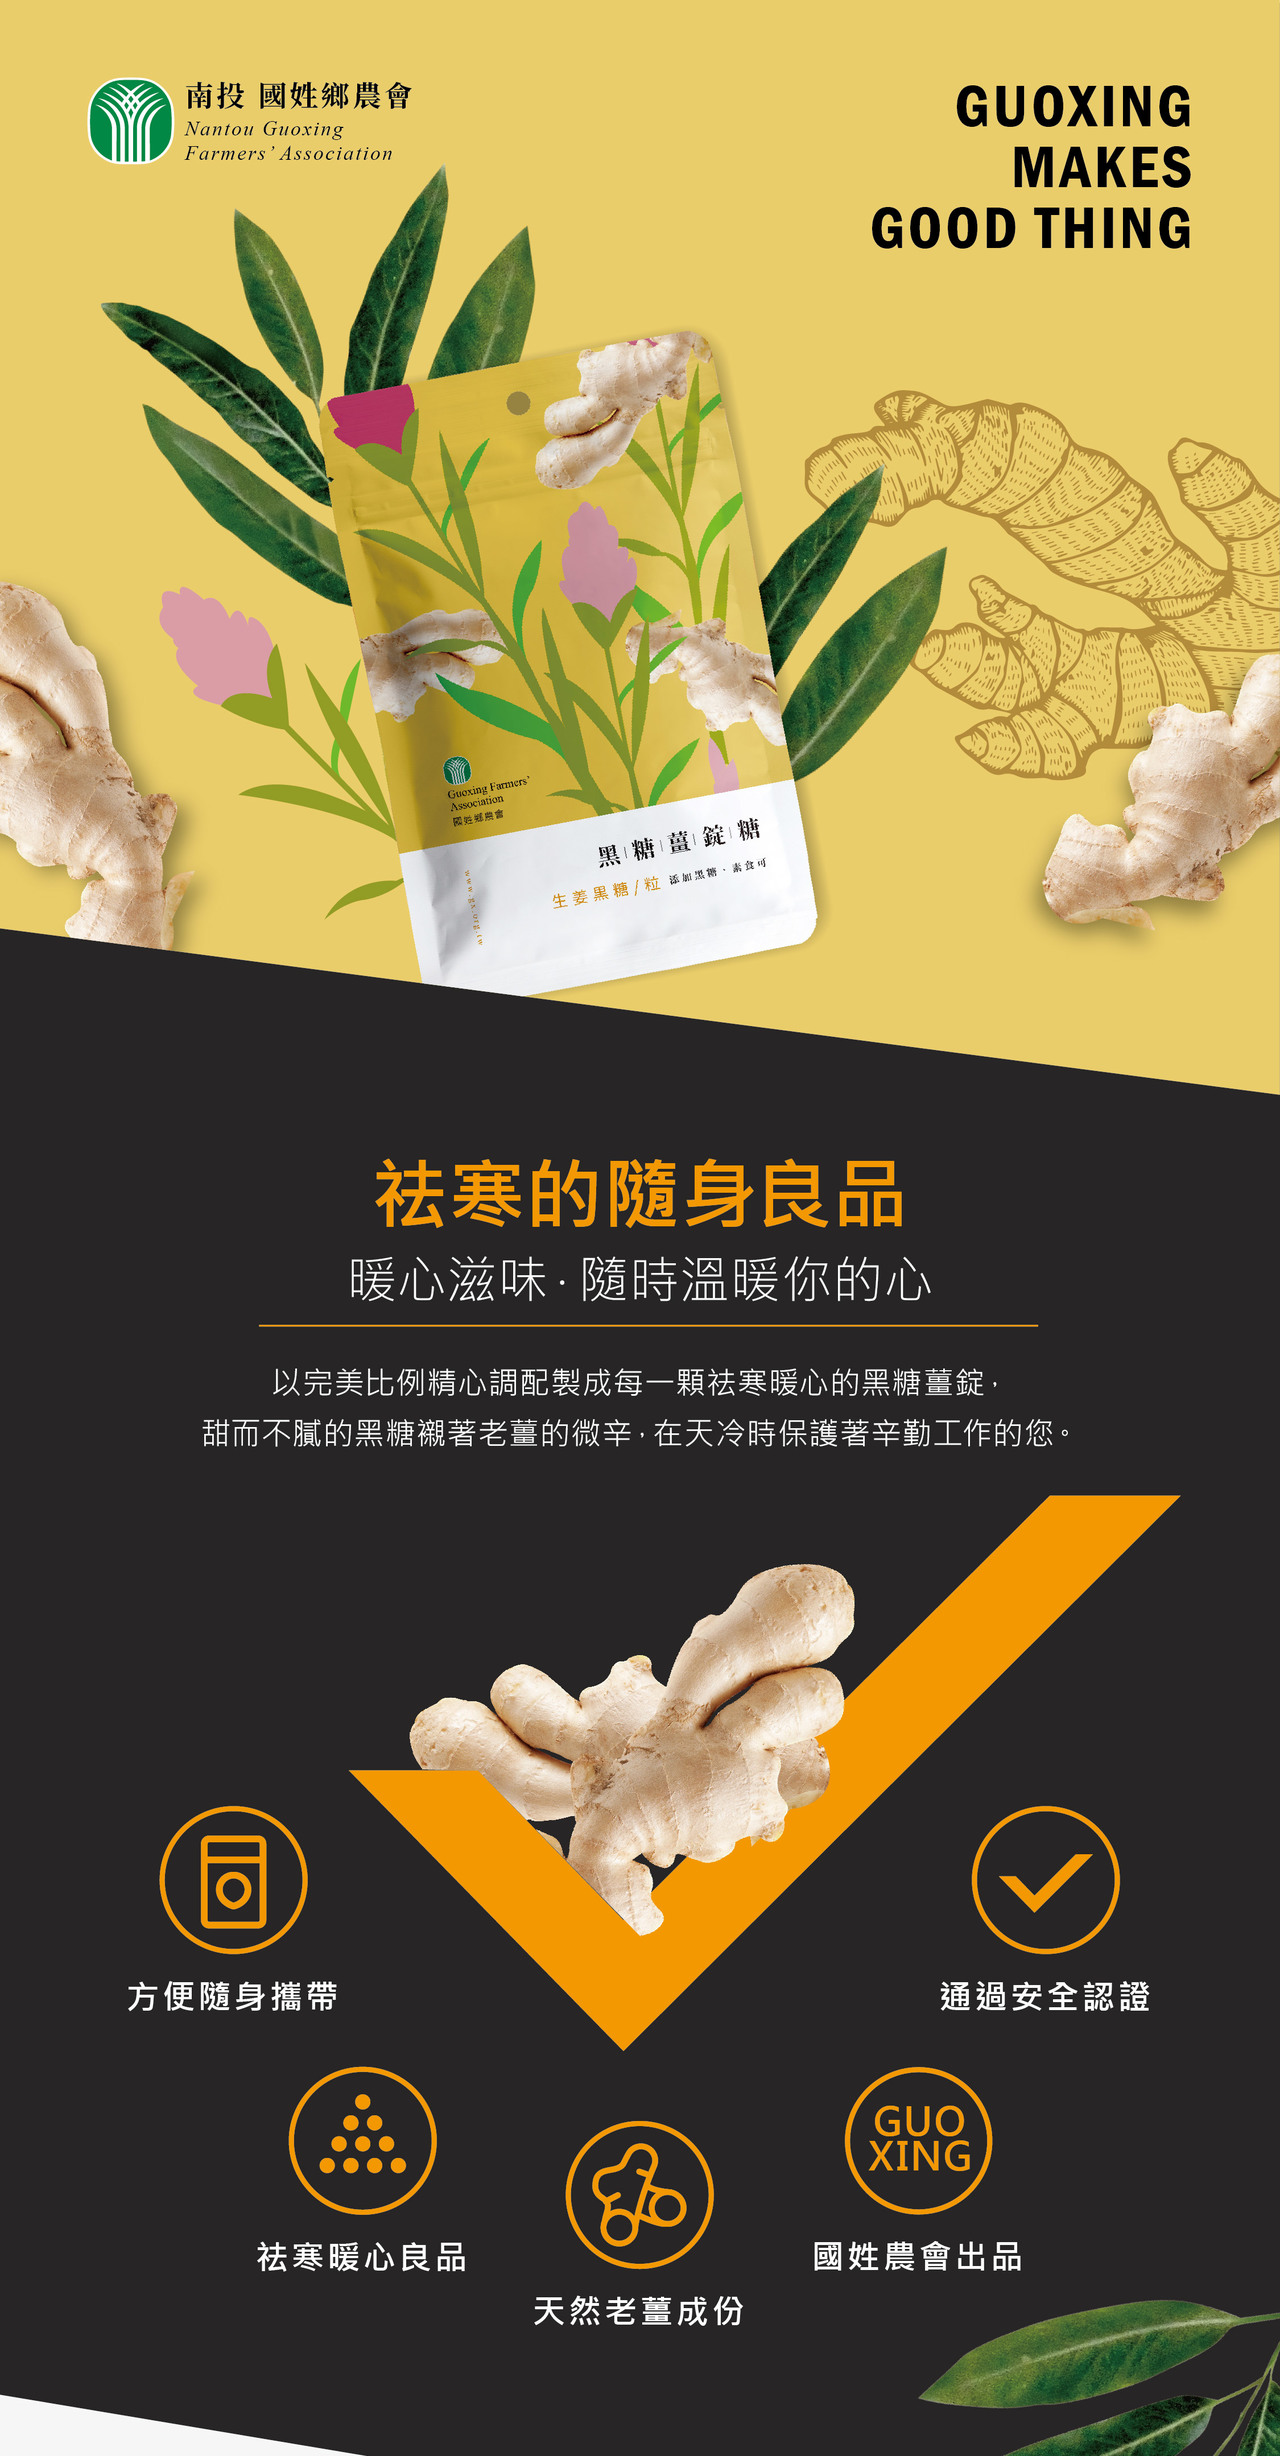 南投 國姓鄉農會
Nantou Guoxing
Farmers' Association
GUOXING
MAKES
GOOD THING
Guoxing Farmers'
Association
國姓鄉農會
黑糖薑錠糖
生姜黑糖/粒 添加黑糖·素食可
www.gs.org.tw
祛寒的隨身良品
暖心滋味·隨時溫暖你的心
以完美比例精心調配製成每一顆祛寒暖心的黑糖薑錠，
甜而不膩的黑糖襯著老薑的微辛，在天冷時保護著辛勤工作的您。
方便隨身攜帶
通過安全認證
GUO
XING
祛寒暖心良品
國姓農會出品
天然老薑成份